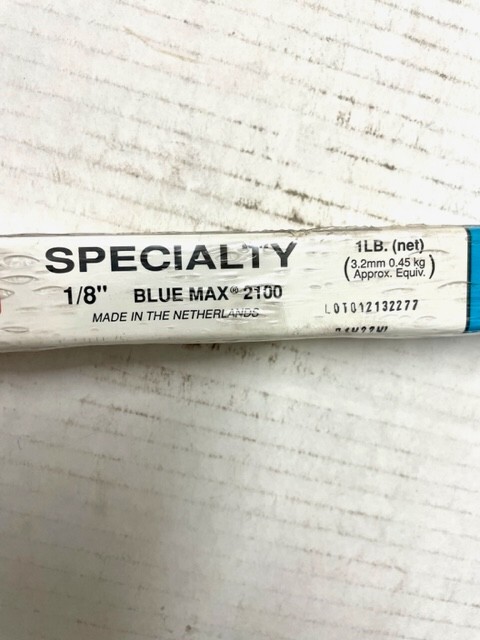 SPECIALTY
1/8" BLUE MAX® 2100
MADE IN THE NETHERLANDS
1LB. (net)
(3.2mm 0.45 kg
Approx. Equiv.)
LOT012132277